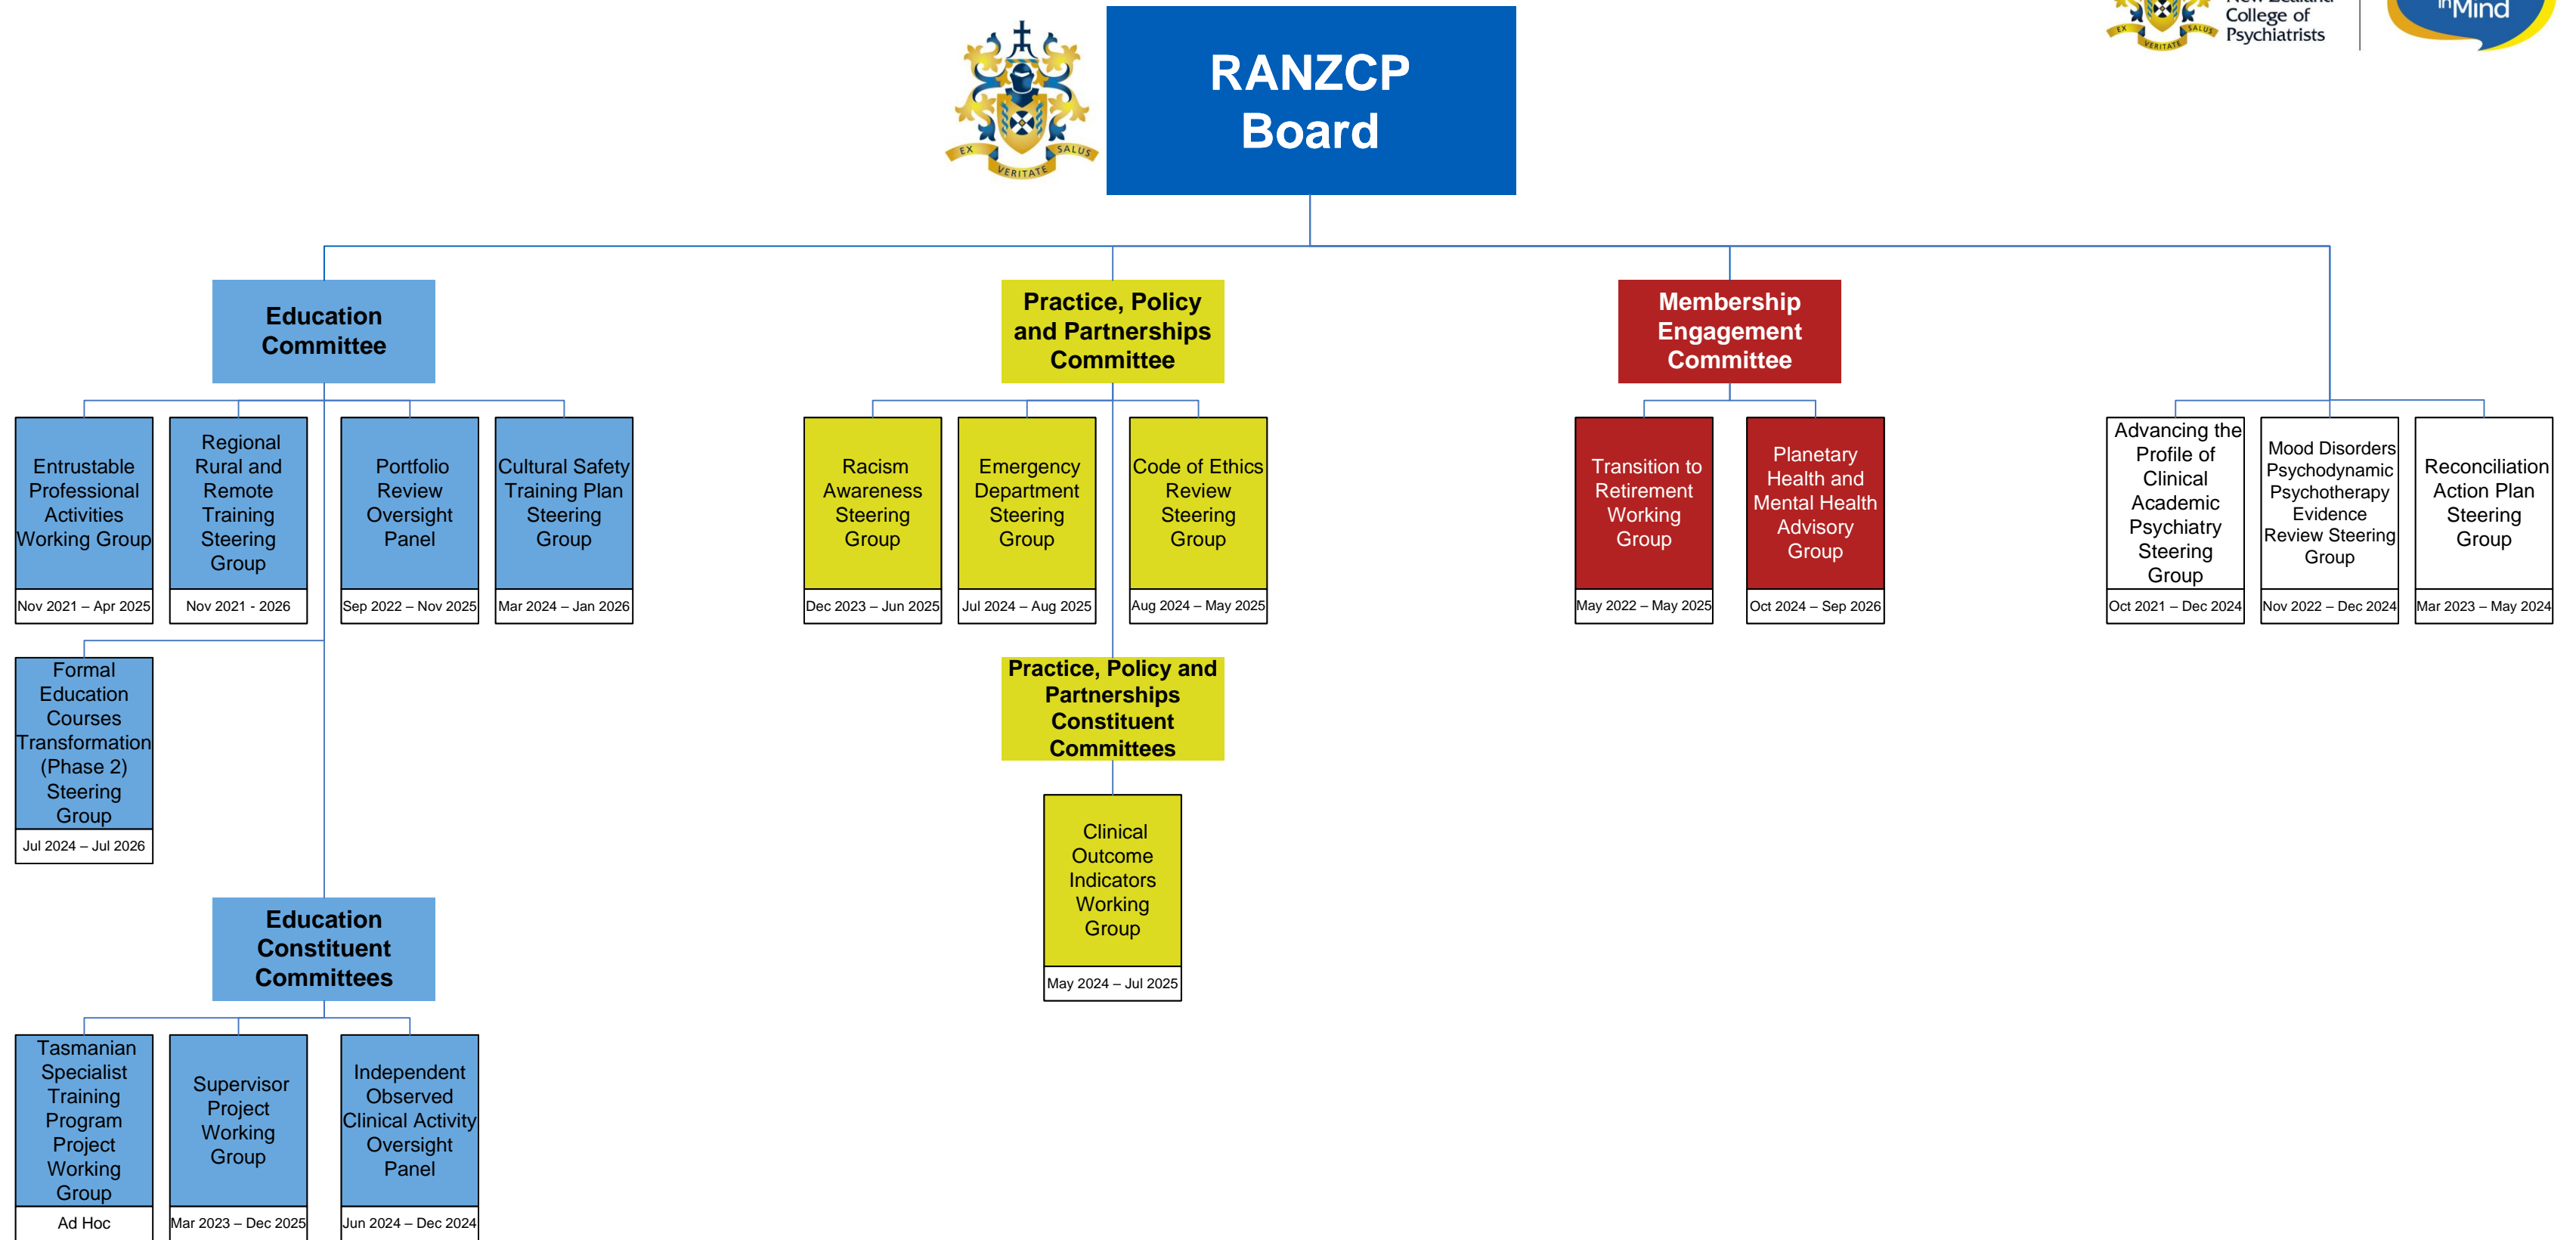 College of
Psychiatrists
EX VERITATE SALUS
inMind
EX VERITATE SALUS
RANZCP
Board
Education
Committee
Practice, Policy
and Partnerships
Committee
Membership
Engagement
Committee
Entrustable
Professional
Activities
Working Group
Nov 2021 – Apr 2025
Regional
Rural and
Remote
Training
Steering
Group
Nov 2021 - 2026
Portfolio
Review
Oversight
Panel
Sep 2022 – Nov 2025
Cultural Safety
Training Plan
Steering
Group
Mar 2024 – Jan 2026
Racism
Awareness
Steering
Group
Dec 2023 – Jun 2025
Emergency
Department
Steering
Group
Jul 2024 – Aug 2025
Code of Ethics
Review
Steering
Group
Aug 2024 – May 2025
Transition to
Retirement
Working
Group
May 2022 – May 2025
Planetary
Health and
Mental Health
Advisory
Group
Oct 2024 – Sep 2026
Advancing the
Profile of
Clinical
Academic
Psychiatry
Steering
Group
Oct 2021 – Dec 2024
Mood Disorders
Psychodynamic
Psychotherapy
Evidence
Review Steering
Group
Nov 2022 – Dec 2024
Reconciliation
Action Plan
Steering
Group
Mar 2023 – May 2024
Formal
Education
Courses
Transformation
(Phase 2)
Steering
Group
Jul 2024 – Jul 2026
Practice, Policy and
Partnerships
Constituent
Committees
Clinical
Outcome
Indicators
Working
Group
May 2024 – Jul 2025
Education
Constituent
Committees
Tasmanian
Specialist
Training
Program
Project
Working
Group
Ad Hoc
Supervisor
Project
Working
Group
Mar 2023 – Dec 2025
Independent
Observed
Clinical Activity
Oversight
Panel
Jun 2024 – Dec 2024